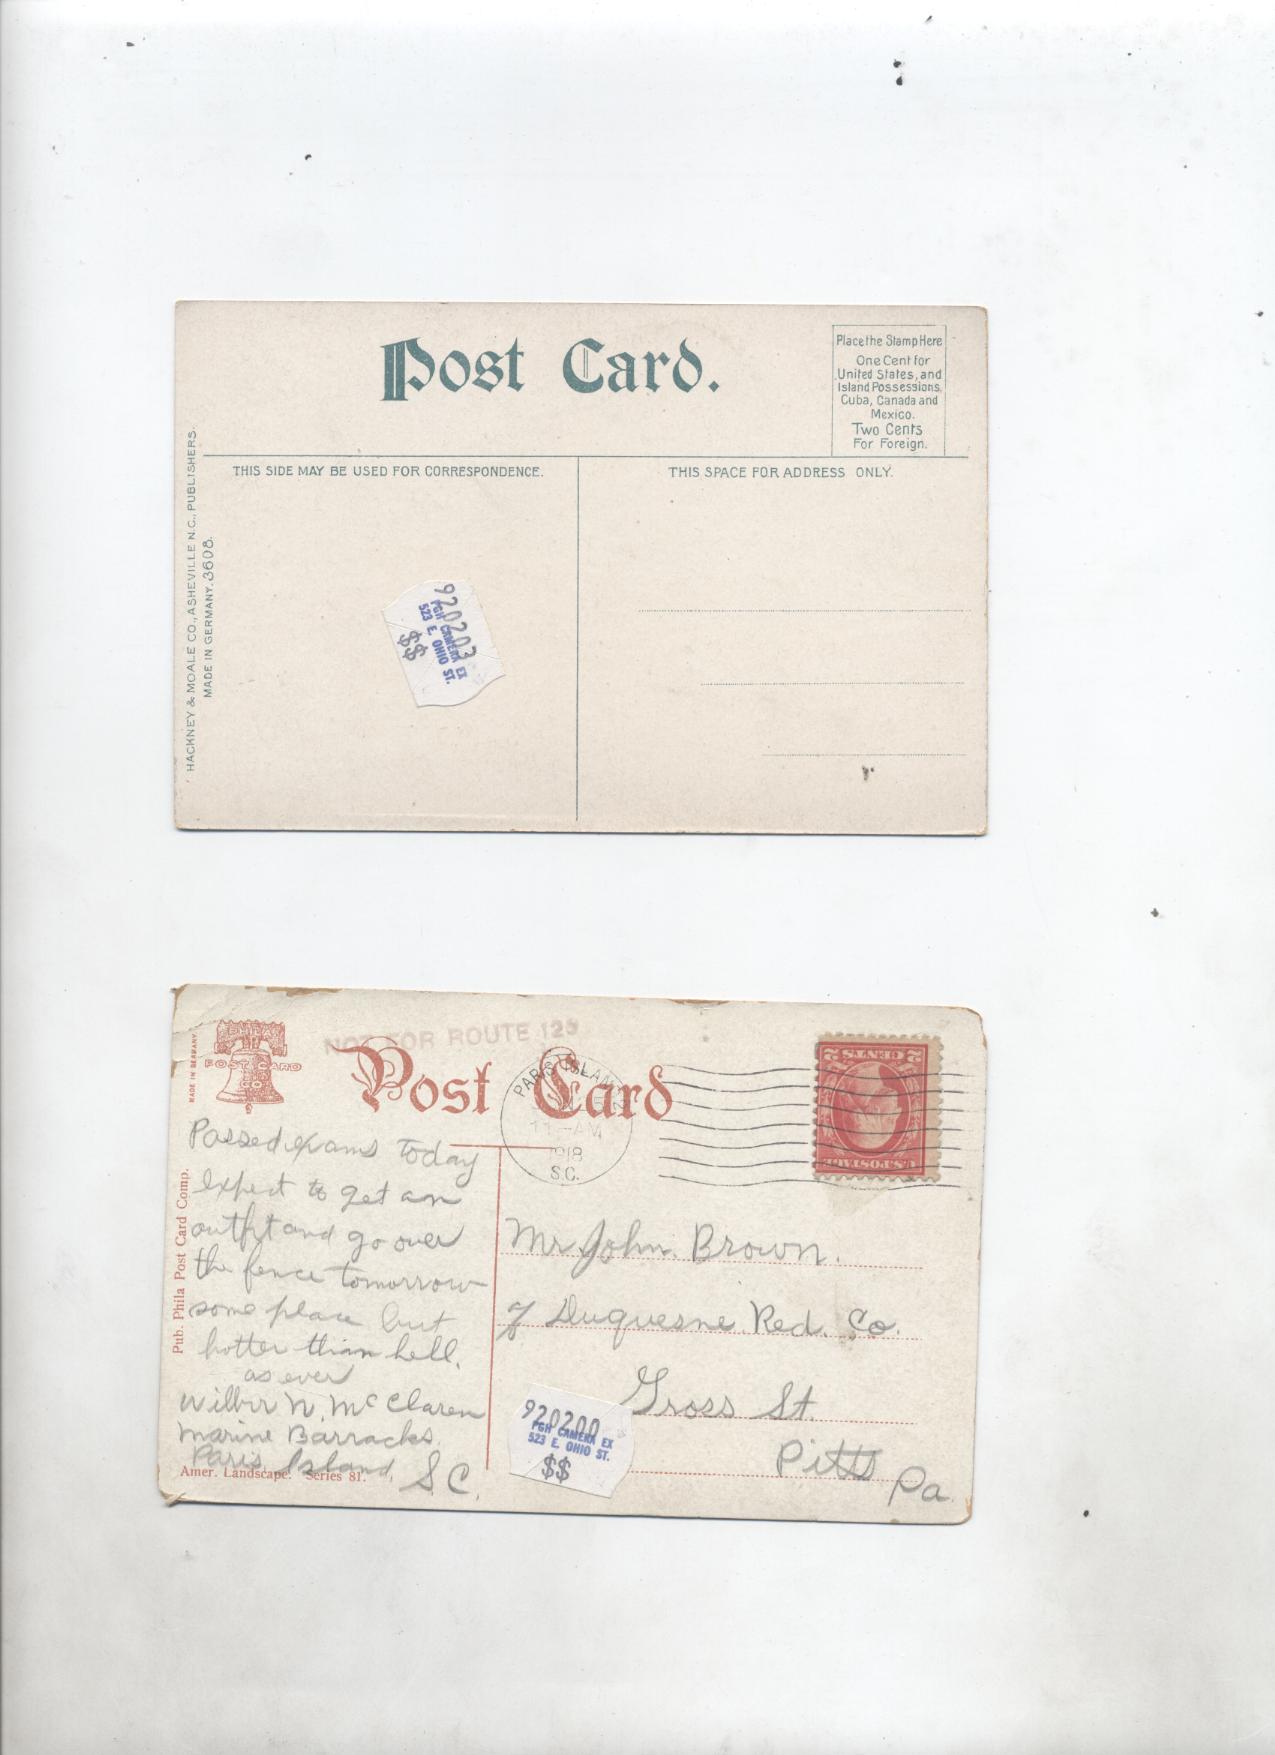 Post Card.
Place the Stamp Here
One Cent for
United States, and
Island Possessions,
Cuba, Canada and
Mexico.
Two Cents
For Foreign.
THIS SIDE MAY BE USED FOR CORRESPONDENCE.
THIS SPACE FOR ADDRESS ONLY.
HACKNEY & MOALE CO., ASHEVILLE N.C., PUBLISHERS.
MADE IN GERMANY. 3608.
920203
PGH CAMERA EX
523 E. OHIO ST.
$$
NOT FOR ROUTE 129
Post Card
MADE IN GERMANY
PHILA
POST CARD
CO
PARIS ISLAND
11-AM
1918
S.C.
2 CENTS 2
U.S. POSTAGE
Passed exams today
expect to get an
outfit and go over
the fence tomorrow
some place but
hotter than hell.
as ever
Wilbur N. McClaren
Marine Barracks.
Paris Island, S C.
Pub. Phila Post Card Comp.
Amer. Landscape. Series 81.
Mr John. Brown.
% Duquesne Red. Co.
Gross St.
Pitts
Pa.
920200
PGH CAMERA EX
523 E. OHIO ST.
$$